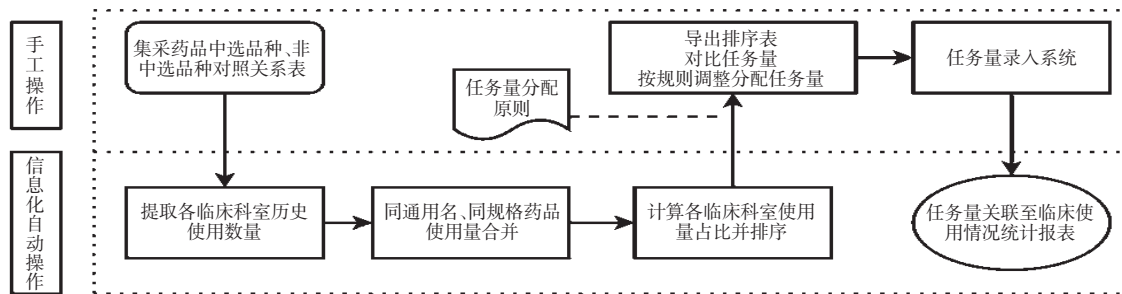 手工操作
集采药品中选品种、非
中选品种对照关系表
任务量分配
原则
导出排序表
对比任务量
按规则调整分配任务量
任务量录入系统
信息化自动操作
提取各临床科室历史
使用数量
同通用名、同规格药品
使用量合并
计算各临床科室使用
量占比并排序
任务量关联至临床使
用情况统计报表